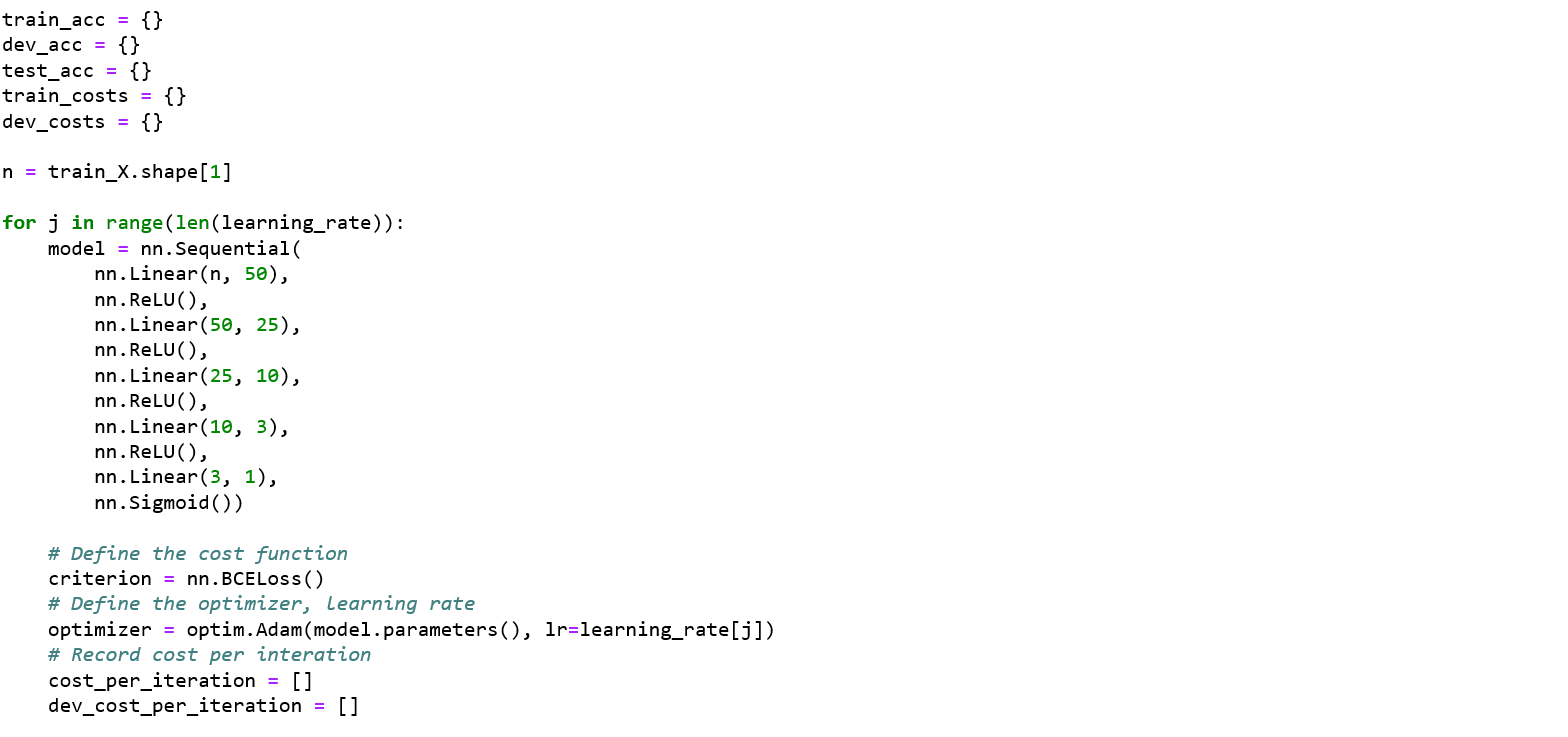 train_acc = {}
dev_acc = {}
test_acc = {}
train_costs = {}
dev_costs = {}

n = train_X.shape[1]

for j in range(len(learning_rate)):
    model = nn.Sequential(
        nn.Linear(n, 50),
        nn.ReLU(),
        nn.Linear(50, 25),
        nn.ReLU(),
        nn.Linear(25, 10),
        nn.ReLU(),
        nn.Linear(10, 3),
        nn.ReLU(),
        nn.Linear(3, 1),
        nn.Sigmoid())

    # Define the cost function
    criterion = nn.BCELoss()
    # Define the optimizer, learning rate
    optimizer = optim.Adam(model.parameters(), lr=learning_rate[j])
    # Record cost per interation
    cost_per_iteration = []
    dev_cost_per_iteration = []